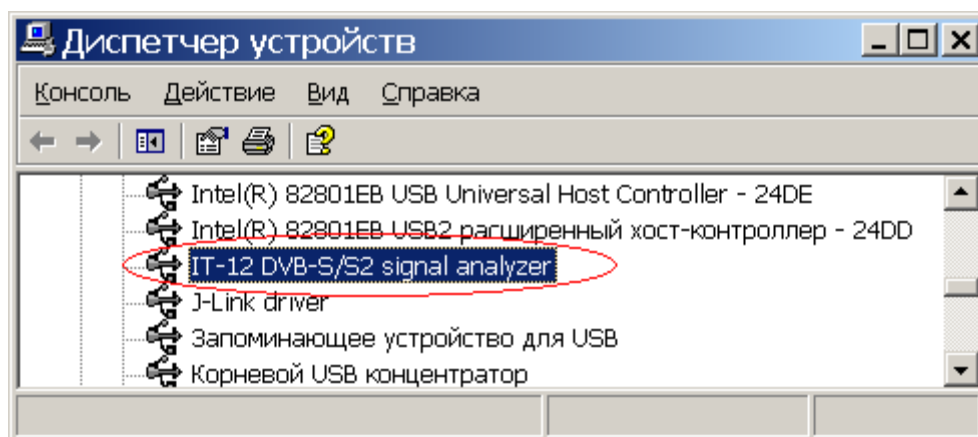 Диспетчер устройств
Консоль Действие Вид Справка
Intel(R) 82801EB USB Universal Host Controller - 24DE
Intel(R) 82801EB USB2 расширенный хост-контроллер - 24DD
IT-12 DVB-S/S2 signal analyzer
J-Link driver
Запоминающее устройство для USB
Корневой USB концентратор